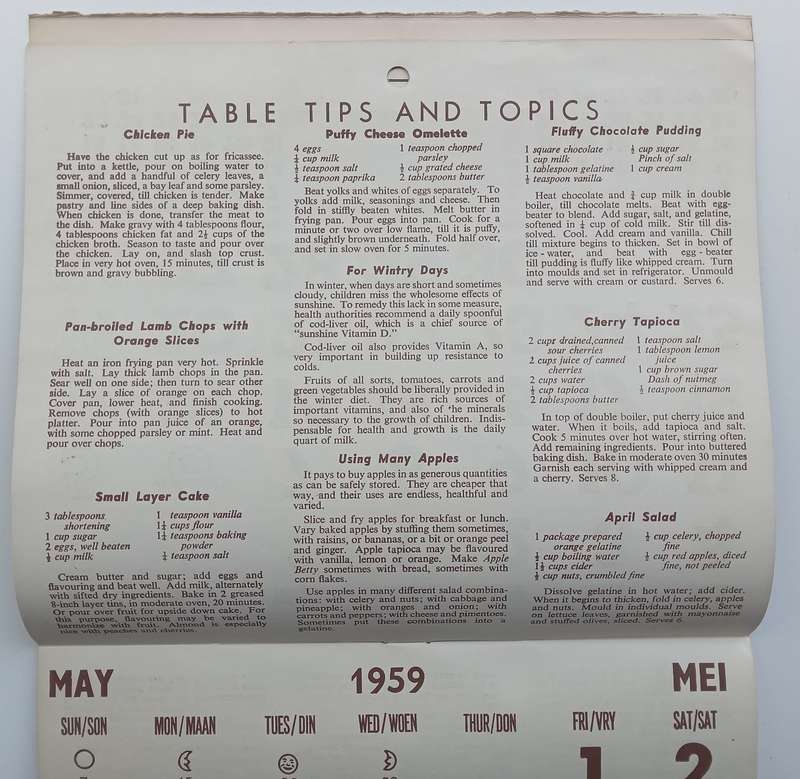 TABLE TIPS AND TOPICS
Chicken Pie
Have the chicken cut up as for fricassee.
Put into a kettle, pour on boiling water to
cover, and add a handful of celery leaves, a
small onion, sliced, a bay leaf and some parsley.
Simmer, covered, till chicken is tender. Make
pastry and line sides of a deep baking dish.
When chicken is done, transfer the meat to
the dish. Make gravy with 4 tablespoons flour,
4 tablespoons chicken fat and 2½ cups of the
chicken broth. Season to taste and pour over
the chicken. Lay on, and slash top crust.
Place in very hot oven, 15 minutes, till crust is
brown and gravy bubbling.
Pan-broiled Lamb Chops with
Orange Slices
Heat an iron frying pan very hot. Sprinkle
with salt. Lay thick lamb chops in the pan.
Sear well on one side; then turn to sear other
side. Lay a slice of orange on each chop.
Cover pan, lower heat, and finish cooking.
Remove chops (with orange slices) to hot
platter. Pour into pan juice of an orange,
with some chopped parsley or mint. Heat and
pour over chops.
Small Layer Cake
3 tablespoons
shortening
1 cup sugar
2 eggs, well beaten
½ cup milk
1 teaspoon vanilla
1½ cups flour
1½ teaspoons baking
powder
¼ teaspoon salt
Cream butter and sugar; add eggs and
flavouring and beat well. Add milk, alternately
with sifted dry ingredients. Bake in 2 greased
8-inch layer tins, in moderate oven, 20 minutes.
Or pour over fruit for upside down cake. For
this purpose, flavouring may be varied to
harmonize with fruit. Almond is especially
nice with peaches and cherries.
Puffy Cheese Omelette
4 eggs
¼ cup milk
½ teaspoon salt
¼ teaspoon paprika
1 teaspoon chopped
parsley
½ cup grated cheese
2 tablespoons butter
Beat yolks and whites of eggs separately. To
yolks add milk, seasonings and cheese. Then
fold in stiffly beaten whites. Melt butter in
frying pan. Pour eggs into pan. Cook for a
minute or two over low flame, till it is puffy,
and slightly brown underneath. Fold half over,
and set in slow oven for 5 minutes.
For Wintry Days
In winter, when days are short and sometimes
cloudy, children miss the wholesome effects of
sunshine. To remedy this lack in some measure,
health authorities recommend a daily spoonful
of cod-liver oil, which is a chief source of
"sunshine Vitamin D."
Cod-liver oil also provides Vitamin A, so
very important in building up resistance to
colds.
Fruits of all sorts, tomatoes, carrots and
green vegetables should be liberally provided in
the winter diet. They are rich sources of
important vitamins, and also of the minerals
so necessary to the growth of children. Indis-
pensable for health and growth is the daily
quart of milk.
Using Many Apples
It pays to buy apples in as generous quantities
as can be safely stored. They are cheaper that
way, and their uses are endless, healthful and
varied.
Slice and fry apples for breakfast or lunch.
Vary baked apples by stuffing them sometimes,
with raisins, or bananas, or a bit or orange peel
and ginger. Apple tapioca may be flavoured
with vanilla, lemon or orange. Make Apple
Betty sometimes with bread, sometimes with
corn flakes.
Use apples in many different salad combina-
tions: with celery and nuts; with cabbage and
pineapple; with oranges and onion; with
carrots and peppers; with cheese and pimentoes.
Sometimes put these combinations into a
gelatine.
Fluffy Chocolate Pudding
1 square chocolate
1 cup milk
1 tablespoon gelatine
½ teaspoon vanilla
½ cup sugar
Pinch of salt
1 cup cream
Heat chocolate and ¾ cup milk in double
boiler, till chocolate melts. Beat with egg-
beater to blend. Add sugar, salt, and gelatine,
softened in ¼ cup of cold milk. Stir till dis-
solved. Cool. Add cream and vanilla. Chill
till mixture begins to thicken. Set in bowl of
ice-water, and beat with egg-beater
till pudding is fluffy like whipped cream. Turn
into moulds and set in refrigerator. Unmould
and serve with cream or custard. Serves 6.
Cherry Tapioca
2 cups drained, canned
sour cherries
2 cups juice of canned
cherries
2 cups water
½ cup tapioca
2 tablespoons butter
1 teaspoon salt
1 tablespoon lemon
juice
1 cup brown sugar
Dash of nutmeg
½ teaspoon cinnamon
In top of double boiler, put cherry juice and
water. When it boils, add tapioca and salt.
Cook 5 minutes over hot water, stirring often.
Add remaining ingredients. Pour into buttered
baking dish. Bake in moderate oven 30 minutes
Garnish each serving with whipped cream and
a cherry. Serves 8.
April Salad
1 package prepared
orange gelatine
½ cup boiling water
1½ cups cider
½ cup nuts, crumbled fine
½ cup celery, chopped
fine
½ cup red apples, diced
fine, not peeled
Dissolve gelatine in hot water; add cider.
When it begins to thicken, fold in celery, apples
and nuts. Mould in individual moulds. Serve
on lettuce leaves, garnished with mayonnaise
and stuffed olives, sliced. Serves 6.
MAY 1959 MEI
SUN/SON MON/MAAN TUES/DIN WED/WOEN THUR/DON FRI/VRY SAT/SAT
1 2